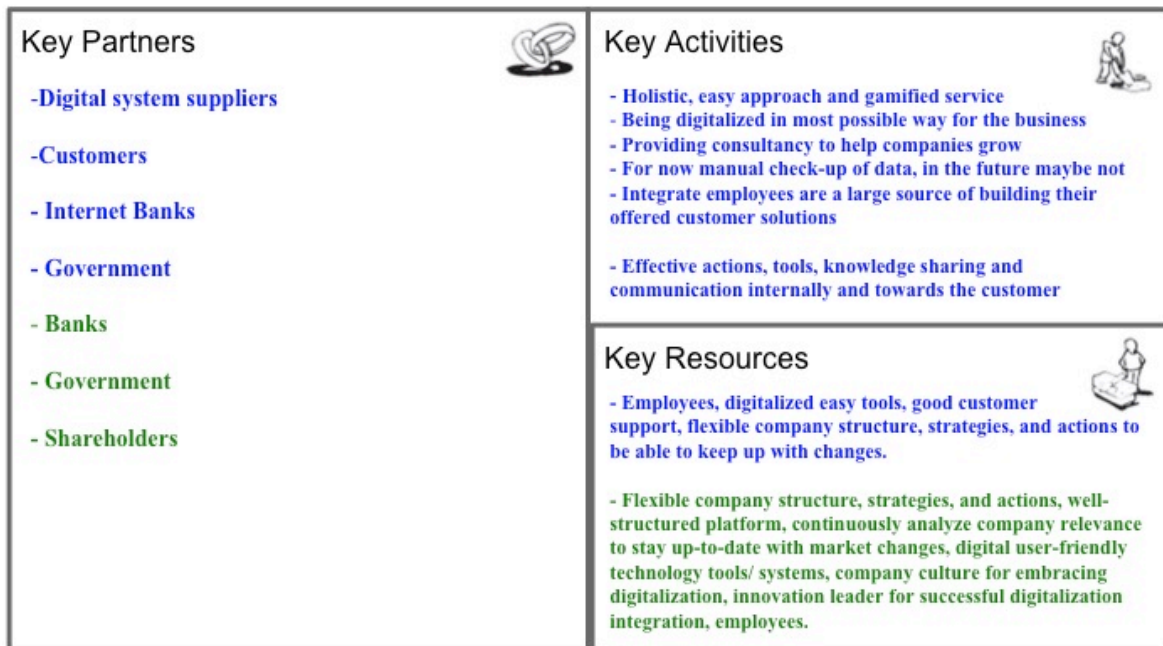 Key Partners
-Digital system suppliers
-Customers
- Internet Banks
- Government
- Banks
- Government
- Shareholders
Key Activities
- Holistic, easy approach and gamified service
- Being digitalized in most possible way for the business
- Providing consultancy to help companies grow
- For now manual check-up of data, in the future maybe not
- Integrate employees are a large source of building their
offered customer solutions
- Effective actions, tools, knowledge sharing and
communication internally and towards the customer
Key Resources
- Employees, digitalized easy tools, good customer
support, flexible company structure, strategies, and actions to
be able to keep up with changes.
- Flexible company structure, strategies, and actions, well-
structured platform, continuously analyze company relevance
to stay up-to-date with market changes, digital user-friendly
technology tools/ systems, company culture for embracing
digitalization, innovation leader for successful digitalization
integration, employees.